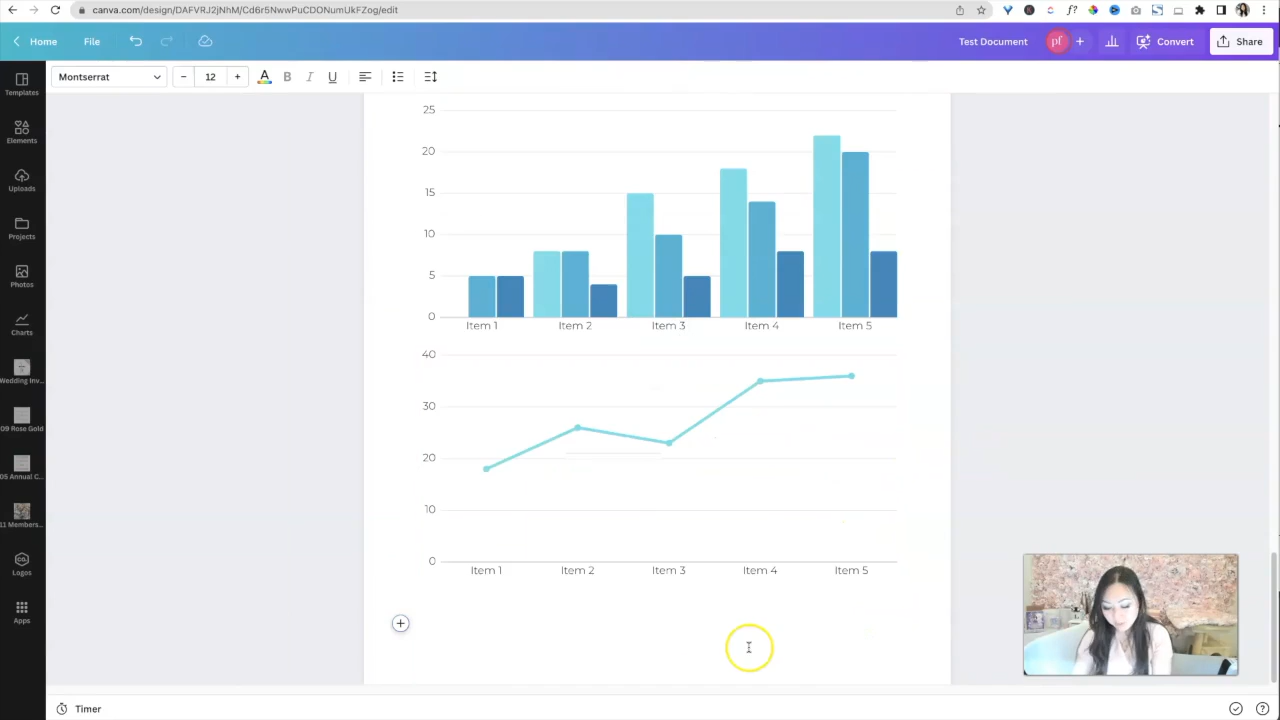 canva.com/design/DAFVRJ2jNhM/Cd6r5NwwPuCDONumUkFZog/edit
Home File Test Document pf + Convert Share
Montserrat - 12 + A B I U
Templates
Elements
Uploads
Projects
Photos
Charts
Wedding Inv...
09 Rose Gold
05 Annual C...
11 Members...
Logos
Apps
25
20
15
10
5
0
Item 1 Item 2 Item 3 Item 4 Item 5
40
30
20
10
0
Item 1 Item 2 Item 3 Item 4 Item 5
Timer